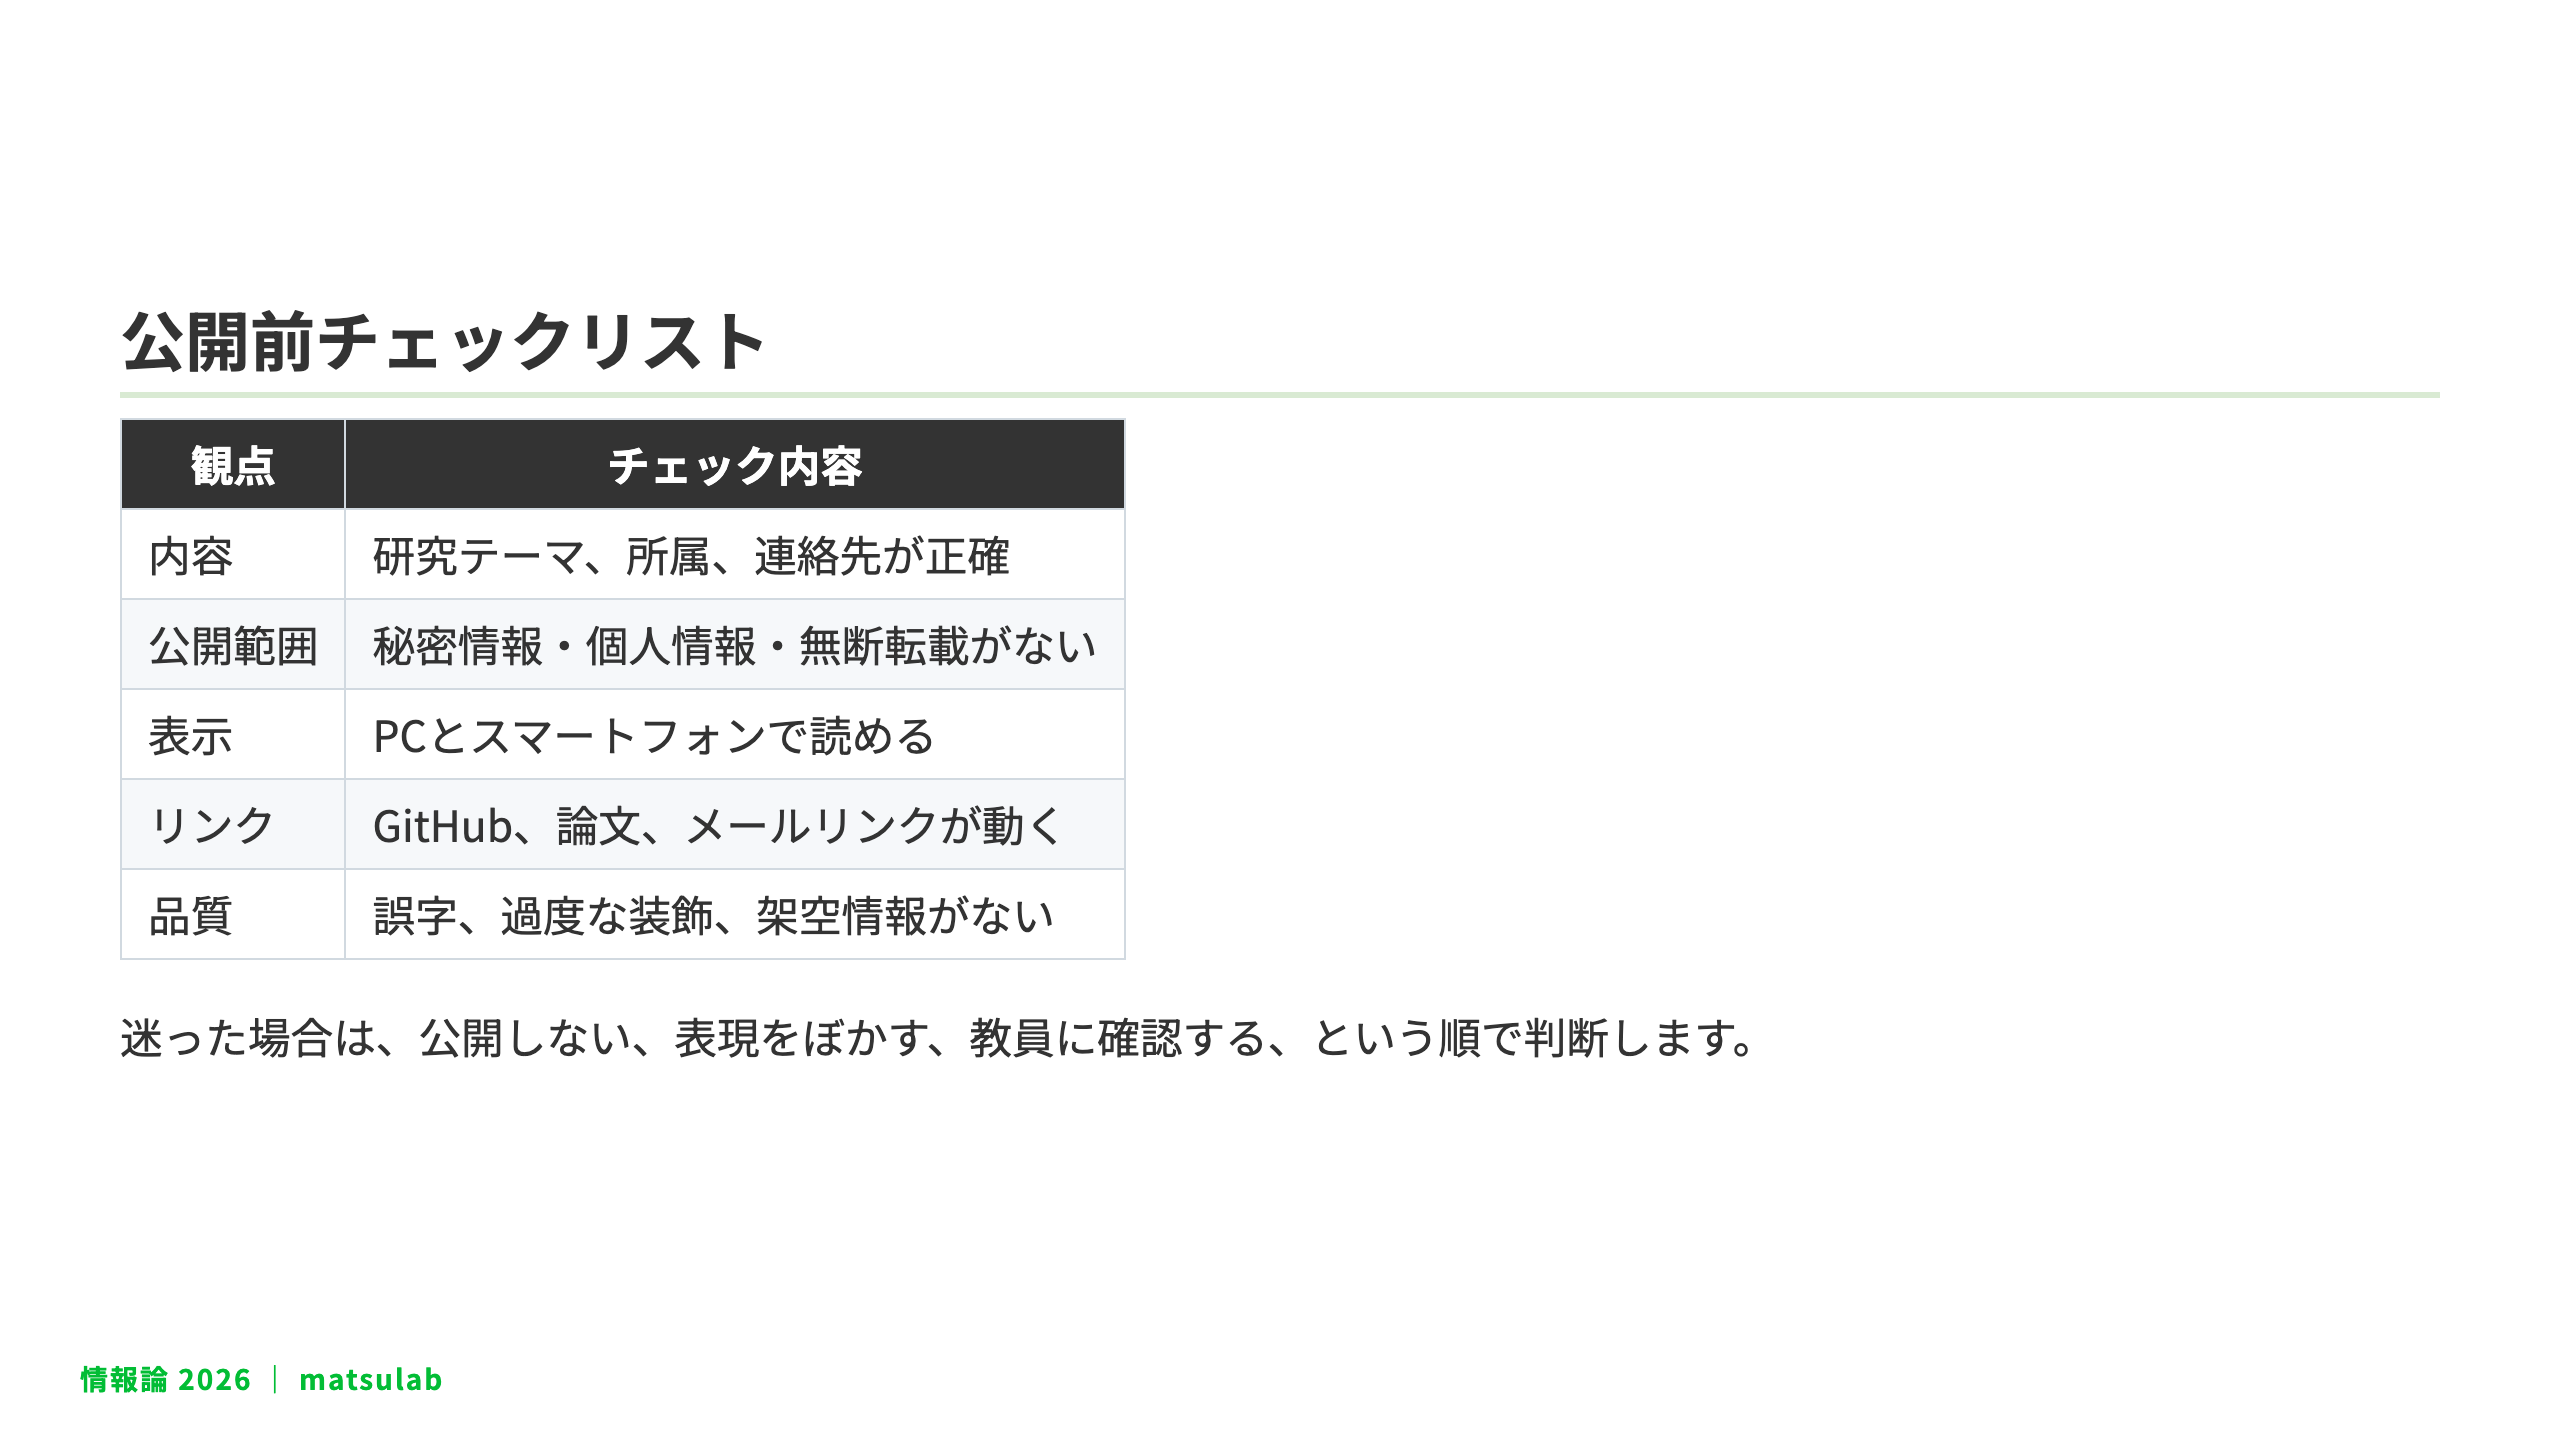 公開前チェックリスト
観点 チェック内容
内容 研究テーマ、所属、連絡先が正確
公開範囲 秘密情報・個人情報・無断転載がない
表示 PCとスマートフォンで読める
リンク GitHub、論文、メールリンクが動く
品質 誤字、過度な装飾、架空情報がない
迷った場合は、公開しない、表現をぼかす、教員に確認する、という順で判断します。
情報論 2026 ｜ matsulab